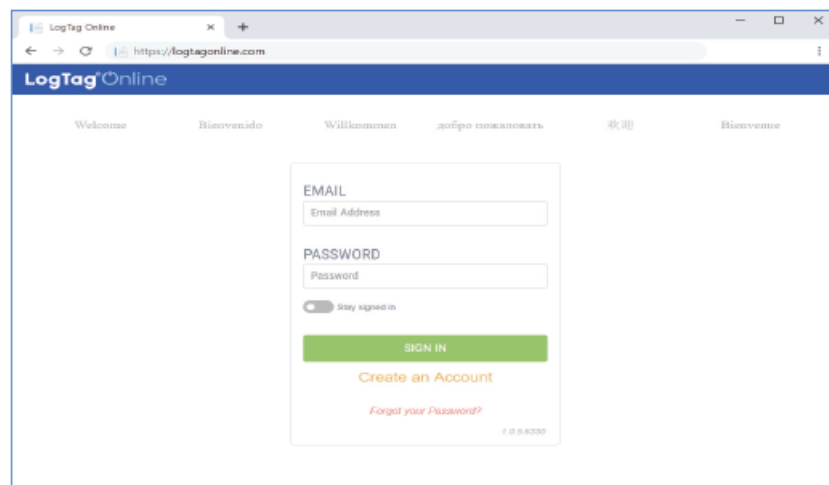 LogTag Online
https://logtagonline.com
LogTag® Online
Welcome Bienvenido Willkommen добро пожаловать 欢迎 Bienvenue
EMAIL
Email Address
PASSWORD
Password
Stay signed in
SIGN IN
Create an Account
Forgot your Password?